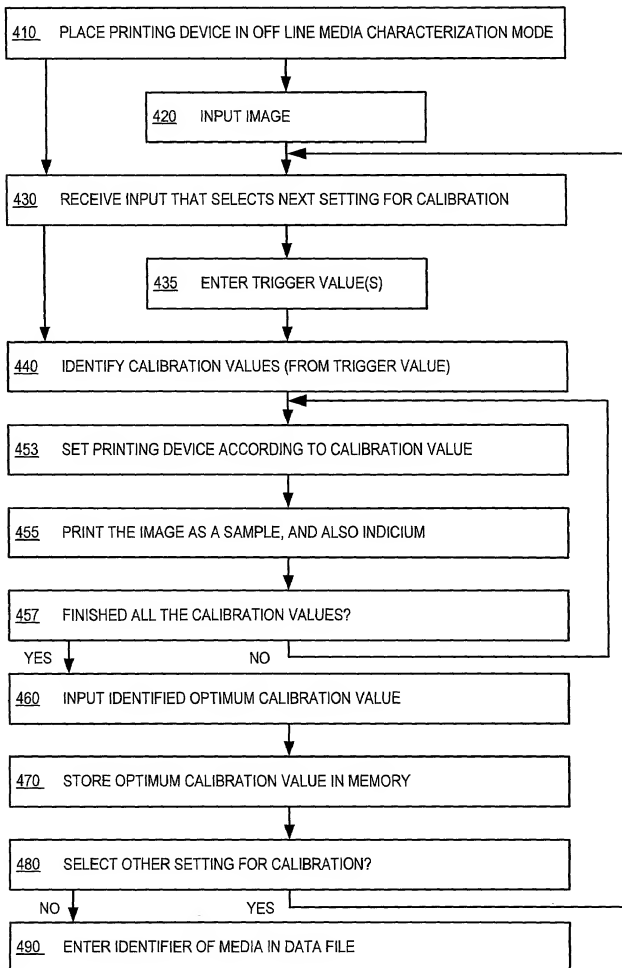 410 PLACE PRINTING DEVICE IN OFF LINE MEDIA CHARACTERIZATION MODE
420 INPUT IMAGE
430 RECEIVE INPUT THAT SELECTS NEXT SETTING FOR CALIBRATION
435 ENTER TRIGGER VALUE(S)
440 IDENTIFY CALIBRATION VALUES (FROM TRIGGER VALUE)
453 SET PRINTING DEVICE ACCORDING TO CALIBRATION VALUE
455 PRINT THE IMAGE AS A SAMPLE, AND ALSO INDICIUM
457 FINISHED ALL THE CALIBRATION VALUES?
YES NO
460 INPUT IDENTIFIED OPTIMUM CALIBRATION VALUE
470 STORE OPTIMUM CALIBRATION VALUE IN MEMORY
480 SELECT OTHER SETTING FOR CALIBRATION?
NO YES
490 ENTER IDENTIFIER OF MEDIA IN DATA FILE